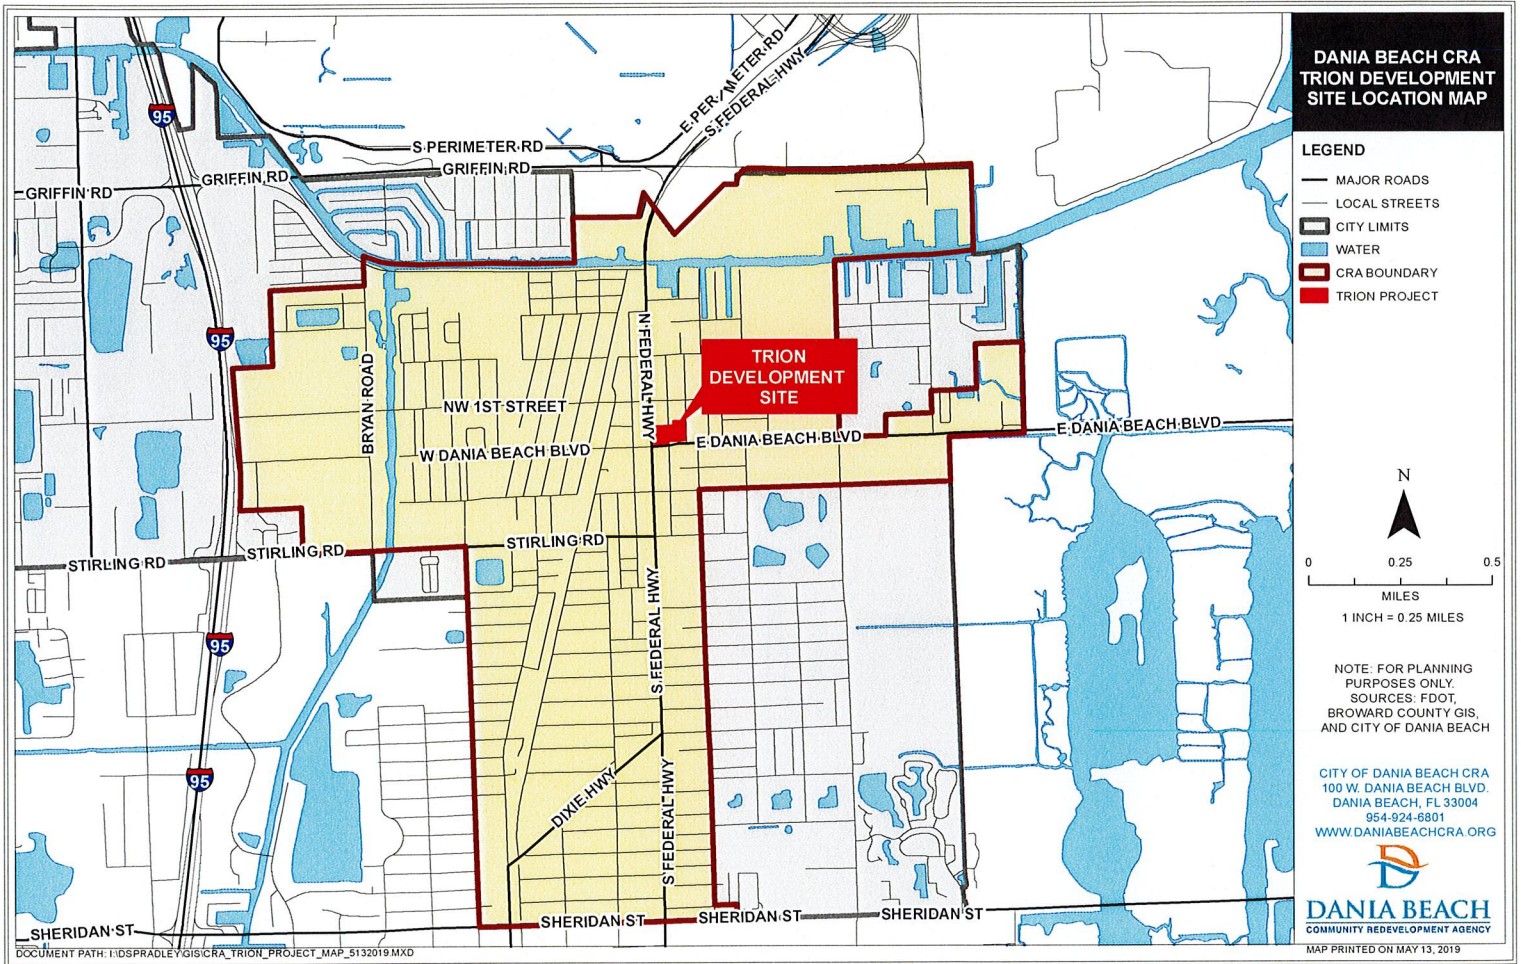 DANIA BEACH CRA
TRION DEVELOPMENT
SITE LOCATION MAP
LEGEND
MAJOR ROADS
LOCAL STREETS
CITY LIMITS
WATER
CRA BOUNDARY
TRION PROJECT
E PERIMETER RD
S FEDERAL HWY
95
S PERIMETER RD
GRIFFIN RD
GRIFFIN RD
GRIFFIN RD
95
N FEDERAL HWY
BRYAN ROAD
TRION
DEVELOPMENT
SITE
NW 1ST STREET
E DANIA BEACH BLVD
E DANIA BEACH BLVD
W DANIA BEACH BLVD
STIRLING RD
STIRLING RD
STIRLING RD
S FEDERAL HWY
95
95
DIXIE HWY
S FEDERAL HWY
SHERIDAN ST
SHERIDAN ST
SHERIDAN ST
SHERIDAN ST
N
0 0.25 0.5
MILES
1 INCH = 0.25 MILES
NOTE: FOR PLANNING
PURPOSES ONLY.
SOURCES: FDOT,
BROWARD COUNTY GIS,
AND CITY OF DANIA BEACH
CITY OF DANIA BEACH CRA
100 W. DANIA BEACH BLVD.
DANIA BEACH, FL 33004
954-924-6801
WWW.DANIABEACHCRA.ORG
DANIA BEACH
COMMUNITY REDEVELOPMENT AGENCY
MAP PRINTED ON MAY 13, 2019
DOCUMENT PATH: I:\DSPRADLEY\GIS\CRA_TRION_PROJECT_MAP_5132019.MXD